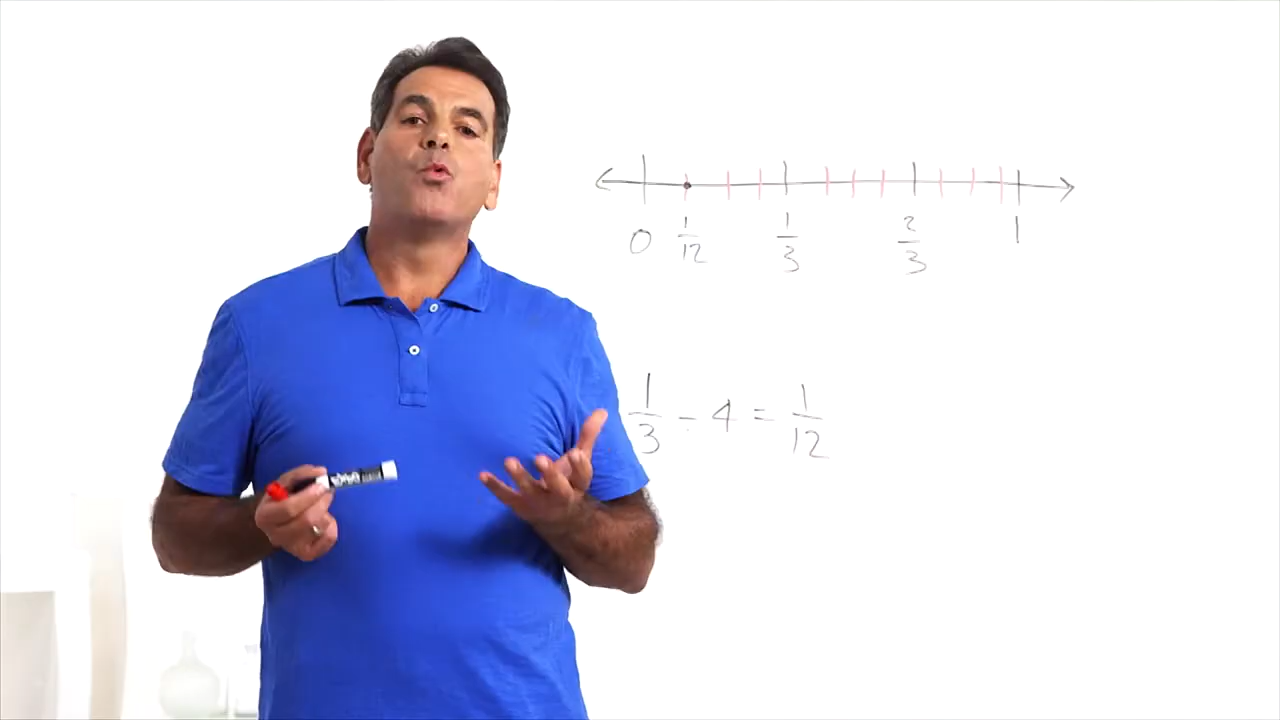 0 1/12 1/3 2/3 1
1/3 ÷ 4 = 1/12